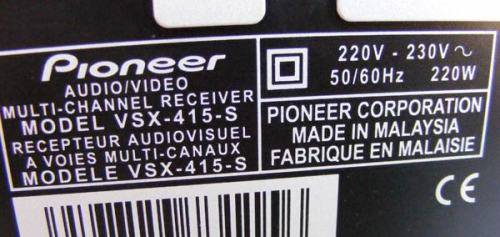 Pioneer
AUDIO/VIDEO
MULTI-CHANNEL RECEIVER
MODEL VSX-415-S
RECEPTEUR AUDIOVISUEL
A VOIES MULTI-CANAUX
MODELE VSX-415-S
220V - 230V ~
50/60Hz 220W
PIONEER CORPORATION
MADE IN MALAYSIA
FABRIQUE EN MALAISIE
CE